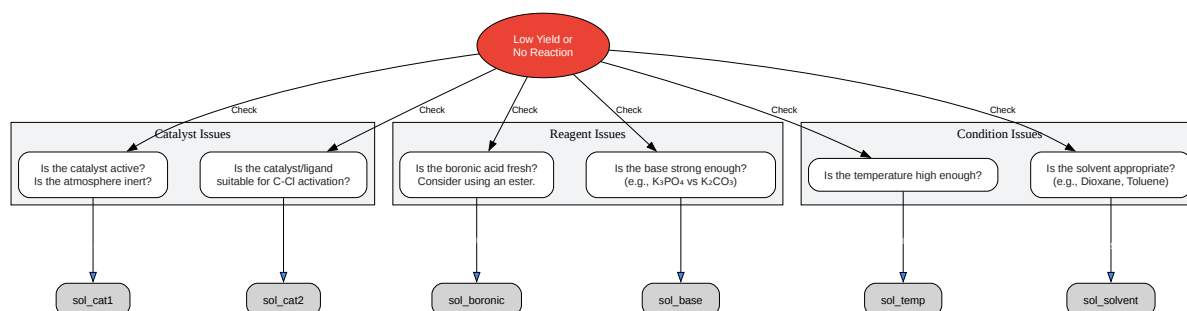 Low Yield or
No Reaction
Check
Check
Check
Check
Check
Check
Catalyst Issues
Reagent Issues
Condition Issues
Is the catalyst active?
Is the atmosphere inert?
Is the catalyst/ligand
suitable for C-Cl activation?
Is the boronic acid fresh?
Consider using an ester.
Is the base strong enough?
(e.g., K₃PO₄ vs K₂CO₃)
Is the temperature high enough?
Is the solvent appropriate?
(e.g., Dioxane, Toluene)
sol_cat1
sol_cat2
sol_boronic
sol_base
sol_temp
sol_solvent